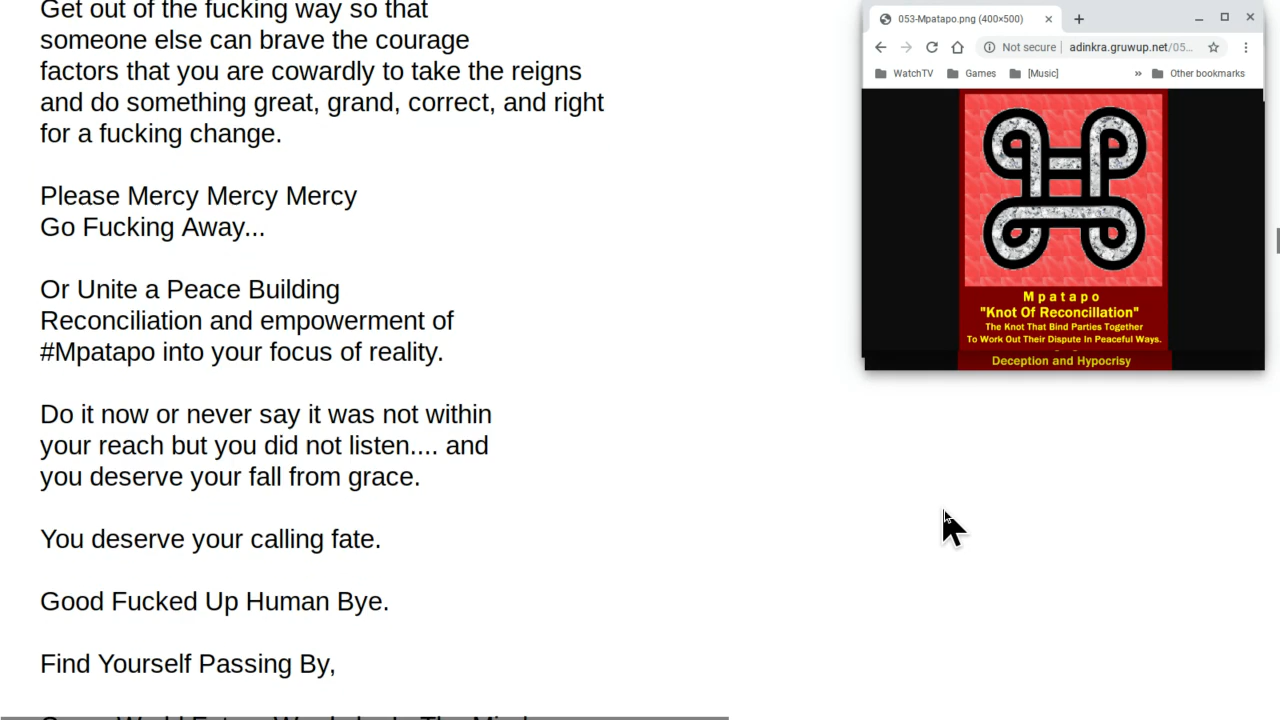 Get out of the fucking way so that
someone else can brave the courage
factors that you are cowardly to take the reigns
and do something great, grand, correct, and right
for a fucking change.
Please Mercy Mercy Mercy
Go Fucking Away...
Or Unite a Peace Building
Reconciliation and empowerment of
#Mpatapo into your focus of reality.
Do it now or never say it was not within
your reach but you did not listen.... and
you deserve your fall from grace.
You deserve your calling fate.
Good Fucked Up Human Bye.
Find Yourself Passing By,
053-Mpatapo.png (400×500)
Not secure
adinkra.gruwup.net/05...
WatchTV
Games
[Music]
»
Other bookmarks
Mpatapo
"Knot Of Reconciliation"
The Knot That Bind Parties Together
To Work Out Their Dispute In Peaceful Ways.
Deception and Hypocrisy